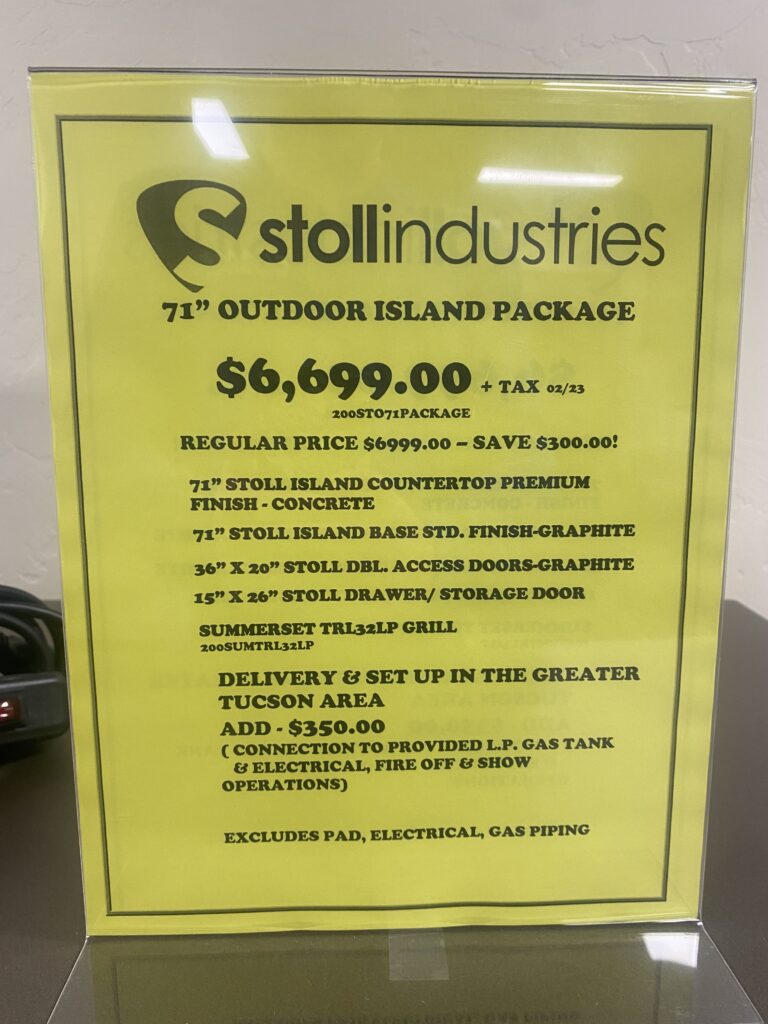 stollindustries
71” OUTDOOR ISLAND PACKAGE
$6,699.00 + TAX 02/23
200STO71PACKAGE
REGULAR PRICE $6999.00 – SAVE $300.00!
71” STOLL ISLAND COUNTERTOP PREMIUM
FINISH - CONCRETE
71” STOLL ISLAND BASE STD. FINISH-GRAPHITE
36” X 20” STOLL DBL. ACCESS DOORS-GRAPHITE
15” X 26” STOLL DRAWER/ STORAGE DOOR
SUMMERSET TRL32LP GRILL
200SUMTRL32LP
DELIVERY & SET UP IN THE GREATER
TUCSON AREA
ADD - $350.00
( CONNECTION TO PROVIDED L.P. GAS TANK
& ELECTRICAL, FIRE OFF & SHOW
OPERATIONS)
EXCLUDES PAD, ELECTRICAL, GAS PIPING